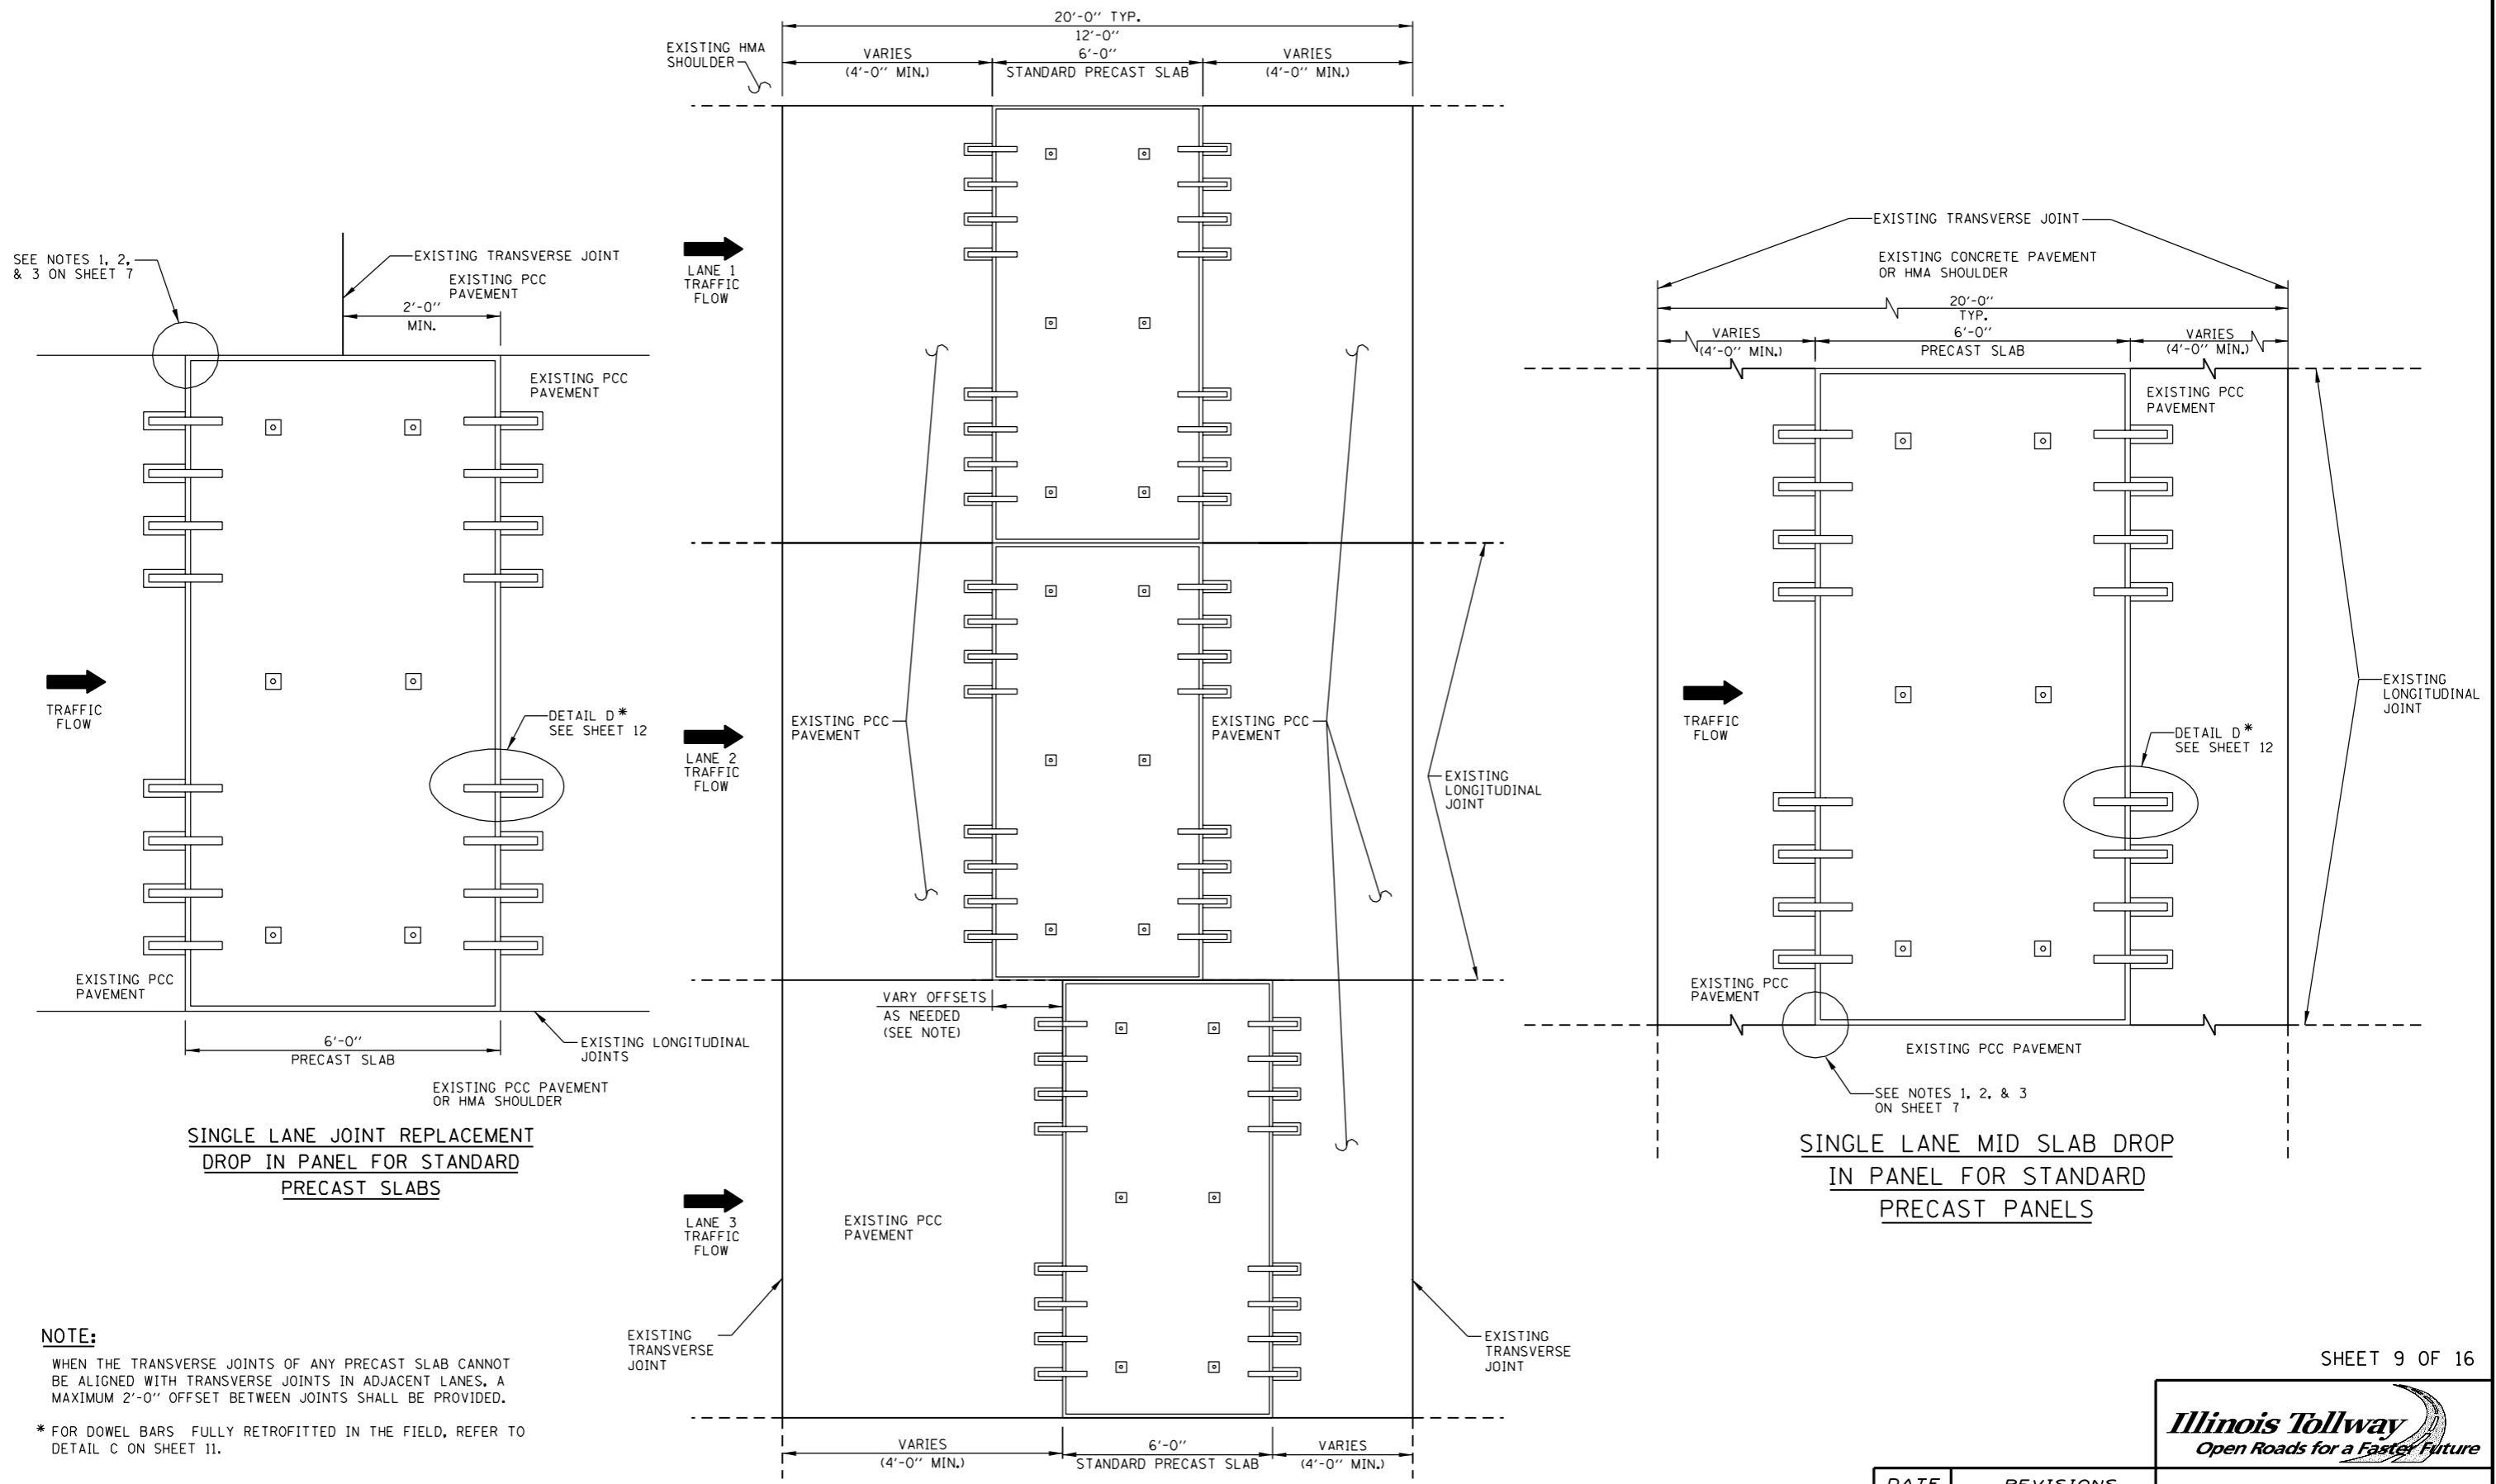 20'-0" TYP.
12'-0"
EXISTING HMA
SHOULDER
VARIES
(4'-0" MIN.)
6'-0"
STANDARD PRECAST SLAB
VARIES
(4'-0" MIN.)
SEE NOTES 1, 2,
& 3 ON SHEET 7
EXISTING TRANSVERSE JOINT
EXISTING PCC
PAVEMENT
2'-0"
MIN.
EXISTING PCC
PAVEMENT
TRAFFIC
FLOW
DETAIL D*
SEE SHEET 12
EXISTING PCC
PAVEMENT
6'-0"
PRECAST SLAB
EXISTING LONGITUDINAL
JOINTS
EXISTING PCC PAVEMENT
OR HMA SHOULDER
SINGLE LANE JOINT REPLACEMENT
DROP IN PANEL FOR STANDARD
PRECAST SLABS
LANE 1
TRAFFIC
FLOW
EXISTING PCC
PAVEMENT
EXISTING PCC
PAVEMENT
LANE 2
TRAFFIC
FLOW
EXISTING
LONGITUDINAL
JOINT
VARY OFFSETS
AS NEEDED
(SEE NOTE)
LANE 3
TRAFFIC
FLOW
EXISTING PCC
PAVEMENT
EXISTING
TRANSVERSE
JOINT
EXISTING
TRANSVERSE
JOINT
VARIES
(4'-0" MIN.)
6'-0"
STANDARD PRECAST SLAB
VARIES
(4'-0" MIN.)
EXISTING TRANSVERSE JOINT
EXISTING CONCRETE PAVEMENT
OR HMA SHOULDER
20'-0"
TYP.
VARIES
(4'-0" MIN.)
6'-0"
PRECAST SLAB
VARIES
(4'-0" MIN.)
EXISTING PCC
PAVEMENT
TRAFFIC
FLOW
EXISTING
LONGITUDINAL
JOINT
DETAIL D*
SEE SHEET 12
EXISTING PCC
PAVEMENT
EXISTING PCC PAVEMENT
SEE NOTES 1, 2, & 3
ON SHEET 7
SINGLE LANE MID SLAB DROP
IN PANEL FOR STANDARD
PRECAST PANELS
NOTE:
WHEN THE TRANSVERSE JOINTS OF ANY PRECAST SLAB CANNOT
BE ALIGNED WITH TRANSVERSE JOINTS IN ADJACENT LANES, A
MAXIMUM 2'-0" OFFSET BETWEEN JOINTS SHALL BE PROVIDED.
* FOR DOWEL BARS FULLY RETROFITTED IN THE FIELD, REFER TO
DETAIL C ON SHEET 11.
SHEET 9 OF 16
Illinois Tollway
Open Roads for a Faster Future
DATE REVISIONS